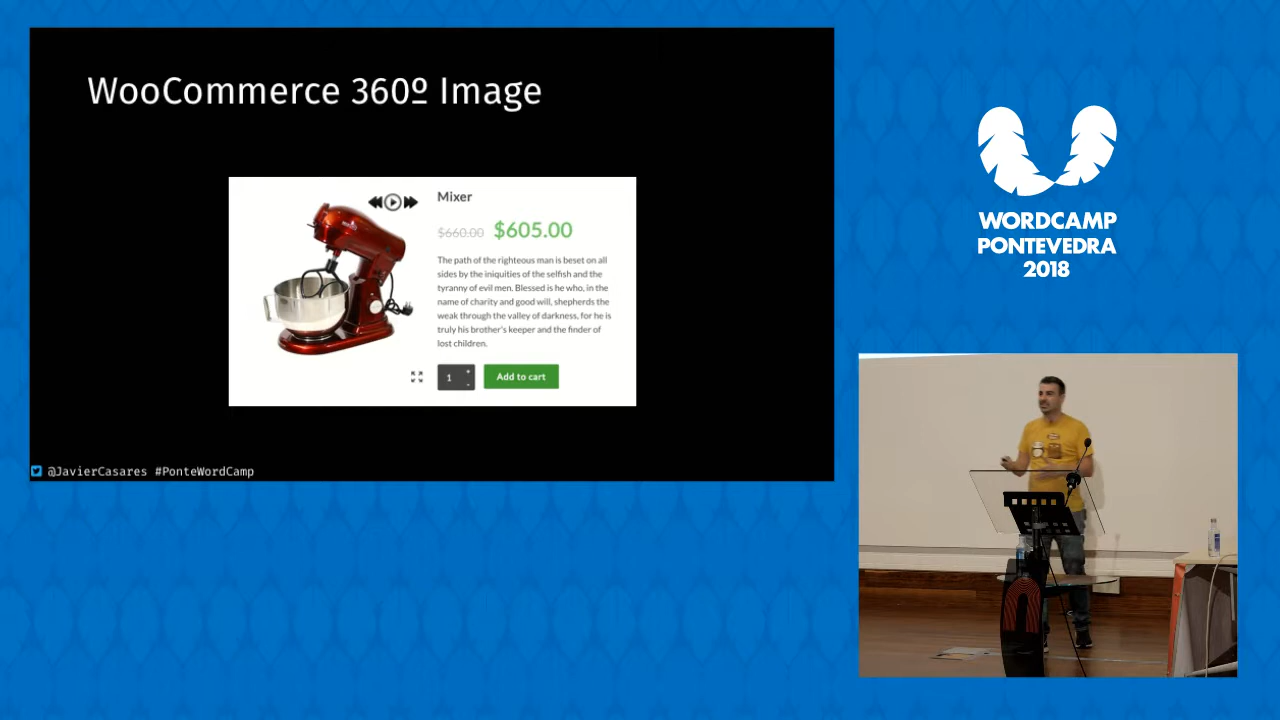 WooCommerce 360º Image
Mixer
$660.00 $605.00
The path of the righteous man is beset on all
sides by the iniquities of the selfish and the
tyranny of evil men. Blessed is he who, in the
name of charity and good will, shepherds the
weak through the valley of darkness, for he is
truly his brother's keeper and the finder of
lost children.
1 + -
Add to cart
@JavierCasares #PonteWordCamp
WORDCAMP
PONTEVEDRA
2018